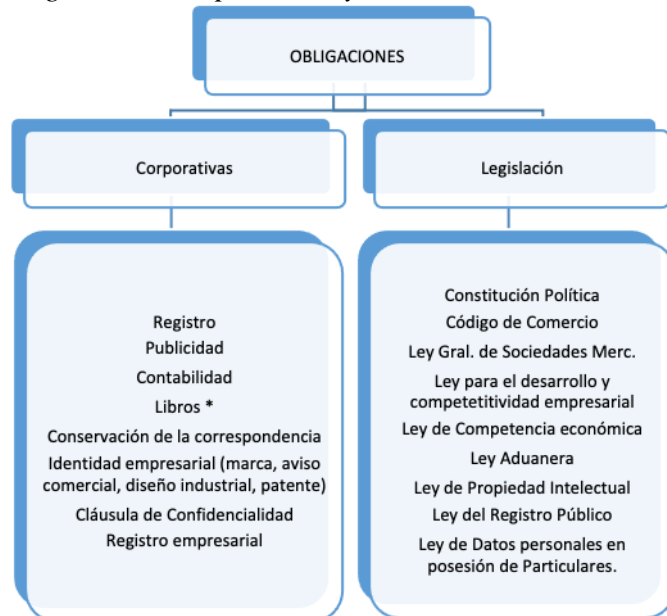 OBLIGACIONES
Corporativas
Legislación
Registro
Publicidad
Contabilidad
Libros *
Conservación de la correspondencia
Identidad empresarial (marca, aviso
comercial, diseño industrial, patente)
Cláusula de Confidencialidad
Registro empresarial
Constitución Política
Código de Comercio
Ley Gral. de Sociedades Merc.
Ley para el desarrollo y
competetitividad empresarial
Ley de Competencia económica
Ley Aduanera
Ley de Propiedad Intelectual
Ley del Registro Público
Ley de Datos personales en
posesión de Particulares.